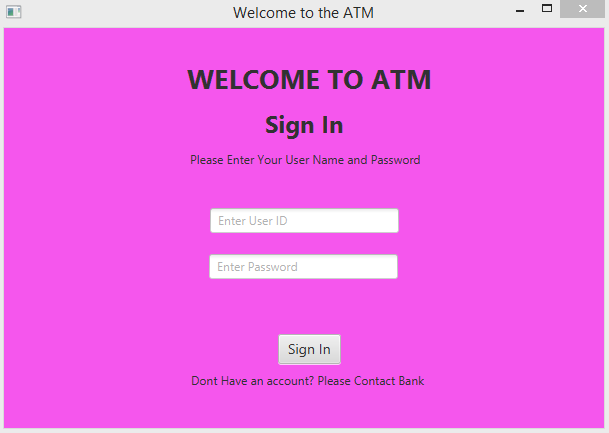 Welcome to the ATM
WELCOME TO ATM
Sign In
Please Enter Your User Name and Password
Enter User ID
Enter Password
Sign In
Dont Have an account? Please Contact Bank